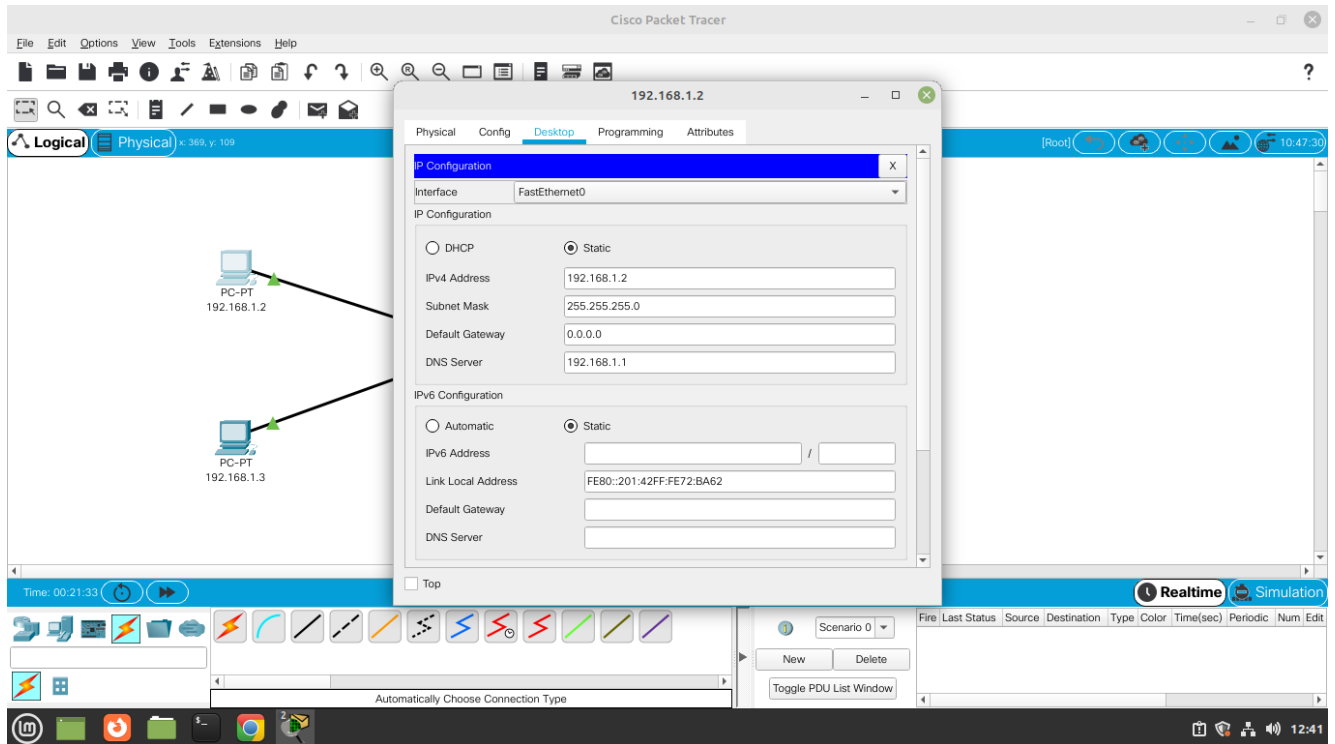 Cisco Packet Tracer
File Edit Options View Tools Extensions Help
?
Logical Physical x: 369, y: 109
[Root] 10:47:30
PC-PT
192.168.1.2
PC-PT
192.168.1.3
192.168.1.2
Physical Config Desktop Programming Attributes
IP Configuration X
Interface FastEthernet0
IP Configuration
DHCP Static
IPv4 Address 192.168.1.2
Subnet Mask 255.255.255.0
Default Gateway 0.0.0.0
DNS Server 192.168.1.1
IPv6 Configuration
Automatic Static
IPv6 Address /
Link Local Address FE80::201:42FF:FE72:BA62
Default Gateway
DNS Server
Top
Time: 00:21:33
Realtime Simulation
Scenario 0
New Delete
Toggle PDU List Window
Fire Last Status Source Destination Type Color Time(sec) Periodic Num Edit
Automatically Choose Connection Type
2
12:41